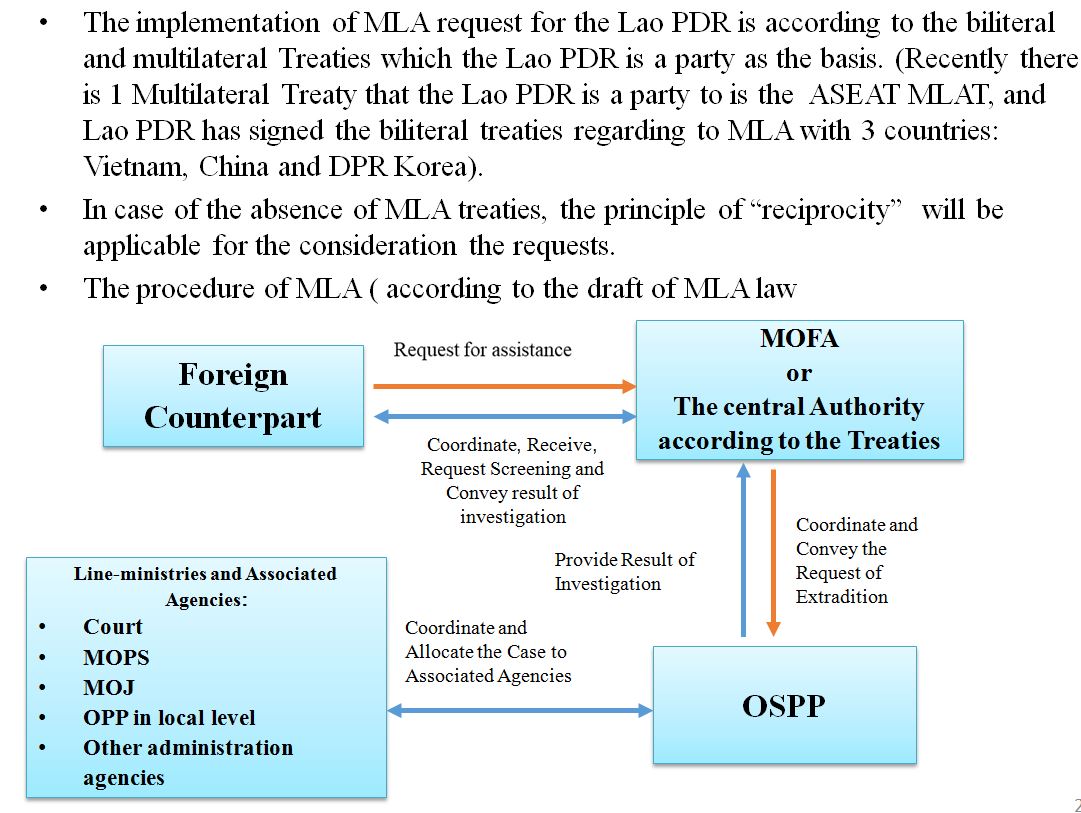 • The implementation of MLA request for the Lao PDR is according to the biliteral
and multilateral Treaties which the Lao PDR is a party as the basis. (Recently there
is 1 Multilateral Treaty that the Lao PDR is a party to is the ASEAT MLAT, and
Lao PDR has signed the biliteral treaties regarding to MLA with 3 countries:
Vietnam, China and DPR Korea).
• In case of the absence of MLA treaties, the principle of “reciprocity” will be
applicable for the consideration the requests.
• The procedure of MLA ( according to the draft of MLA law
Foreign
Counterpart
Request for assistance
MOFA
or
The central Authority
according to the Treaties
Coordinate, Receive,
Request Screening and
Convey result of
investigation
Provide Result of
Investigation
Coordinate and
Convey the
Request of
Extradition
Line-ministries and Associated
Agencies:
• Court
• MOPS
• MOJ
• OPP in local level
• Other administration
agencies
Coordinate and
Allocate the Case to
Associated Agencies
OSPP
2